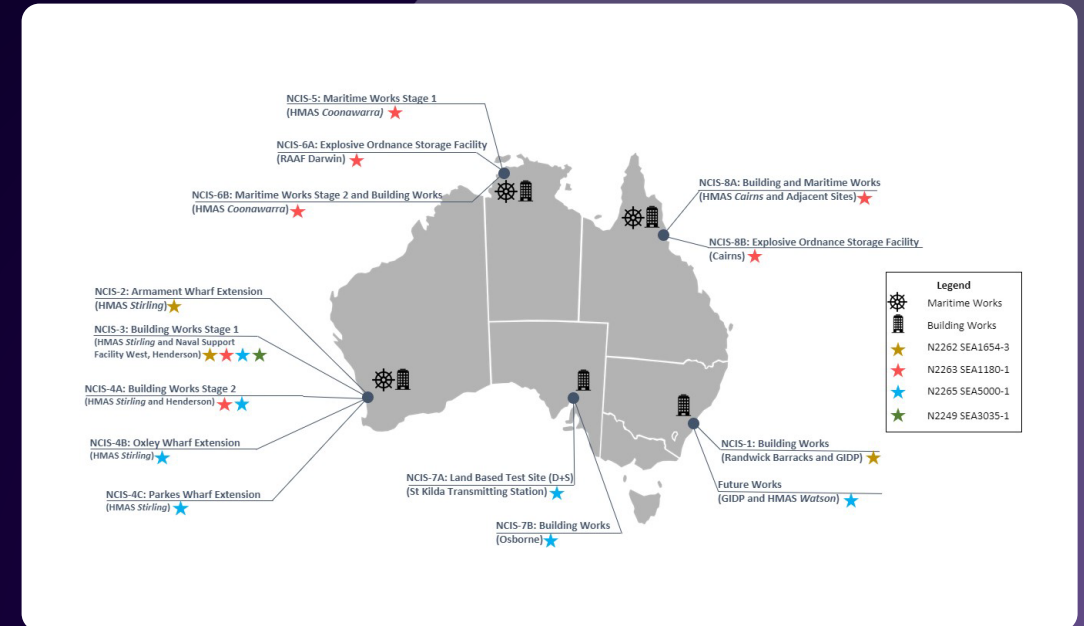 NCIS-5: Maritime Works Stage 1
(HMAS Coonawarra)
NCIS-6A: Explosive Ordnance Storage Facility
(RAAF Darwin)
NCIS-6B: Maritime Works Stage 2 and Building Works
(HMAS Coonawarra)
NCIS-8A: Building and Maritime Works
(HMAS Cairns and Adjacent Sites)
NCIS-8B: Explosive Ordnance Storage Facility
(Cairns)
NCIS-2: Armament Wharf Extension
(HMAS Stirling)
NCIS-3: Building Works Stage 1
(HMAS Stirling and Naval Support
Facility West, Henderson)
NCIS-4A: Building Works Stage 2
(HMAS Stirling and Henderson)
NCIS-4B: Oxley Wharf Extension
(HMAS Stirling)
NCIS-4C: Parkes Wharf Extension
(HMAS Stirling)
NCIS-7A: Land Based Test Site (D+S)
(St Kilda Transmitting Station)
NCIS-7B: Building Works
(Osborne)
NCIS-1: Building Works
(Randwick Barracks and GIDP)
Future Works
(GIDP and HMAS Watson)
Legend
Maritime Works
Building Works
N2262 SEA1654-3
N2263 SEA1180-1
N2265 SEA5000-1
N2249 SEA3035-1